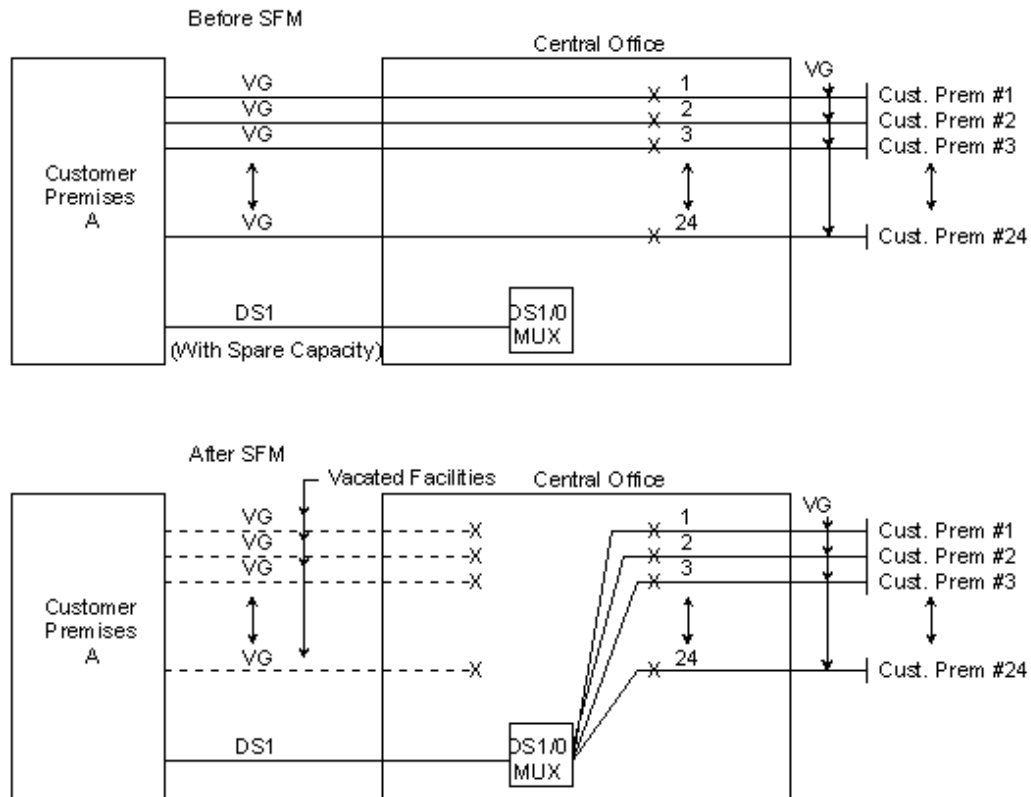 Before SFM
Central Office
VG
VG
1
Cust. Prem #1
VG
2
Cust. Prem #2
VG
3
Cust. Prem #3
Customer
Premises
A
VG
24
Cust. Prem #24
DS1
(With Spare Capacity)
DS1/0
MUX
After SFM
Vacated Facilities
Central Office
VG
VG
1
Cust. Prem #1
VG
2
Cust. Prem #2
VG
3
Cust. Prem #3
Customer
Premises
A
VG
24
Cust. Prem #24
DS1
DS1/0
MUX